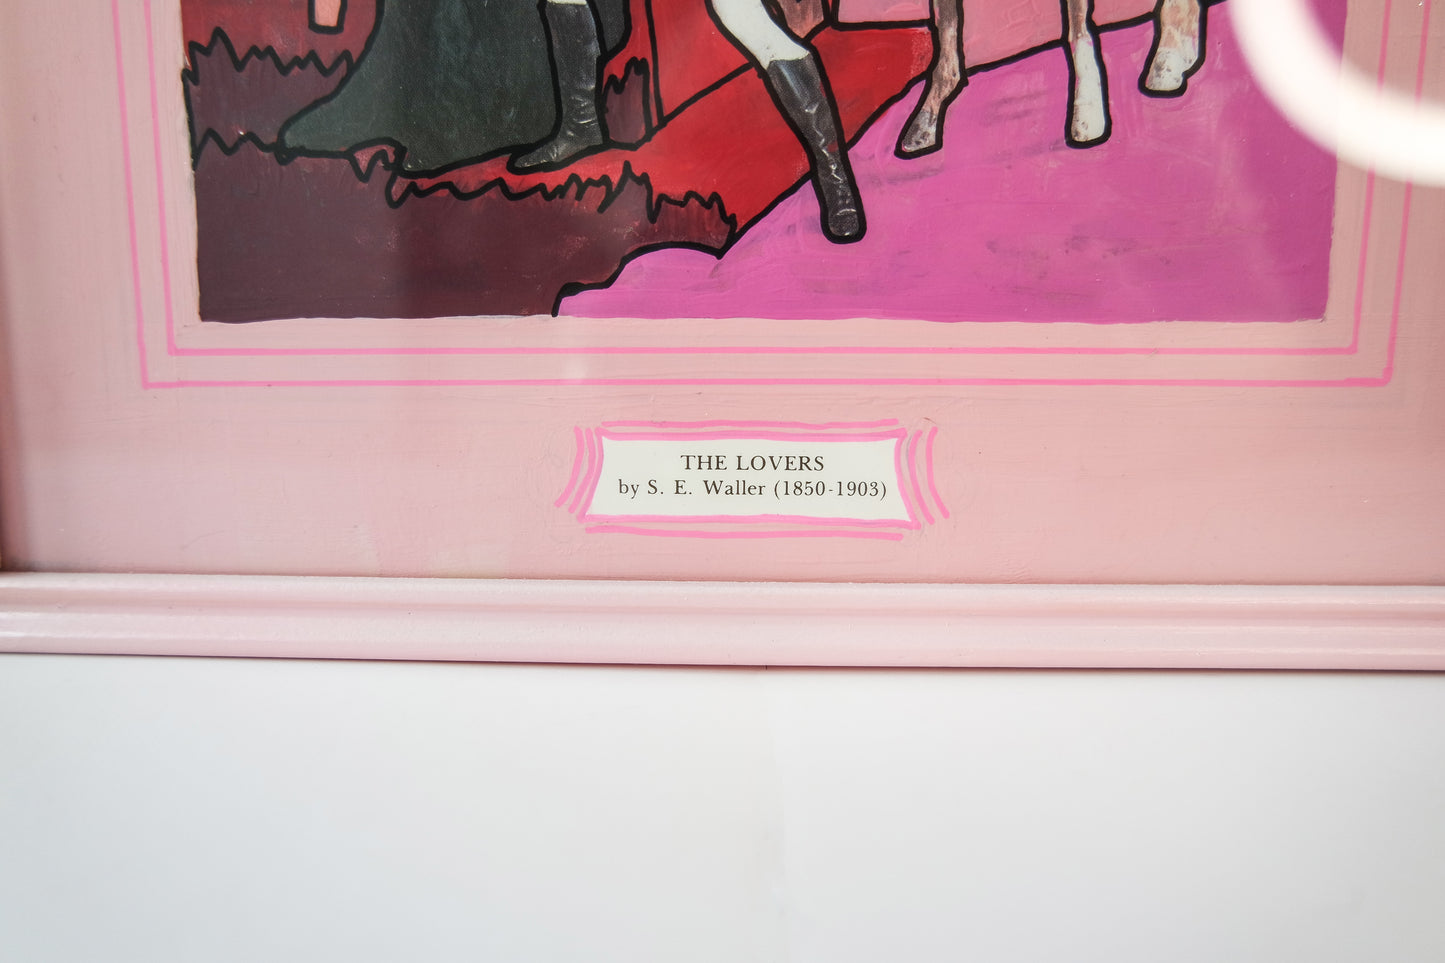 THE LOVERS
by S. E. Waller (1850-1903)